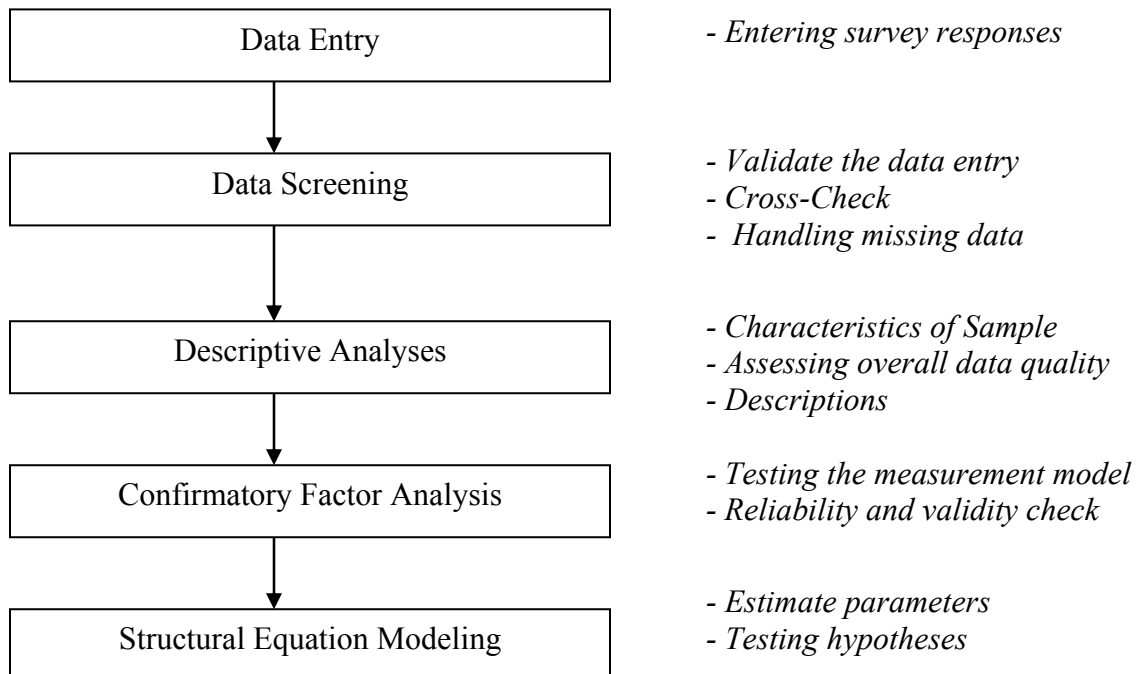 Data Entry
- Entering survey responses
Data Screening
- Validate the data entry
- Cross-Check
- Handling missing data
Descriptive Analyses
- Characteristics of Sample
- Assessing overall data quality
- Descriptions
Confirmatory Factor Analysis
- Testing the measurement model
- Reliability and validity check
Structural Equation Modeling
- Estimate parameters
- Testing hypotheses